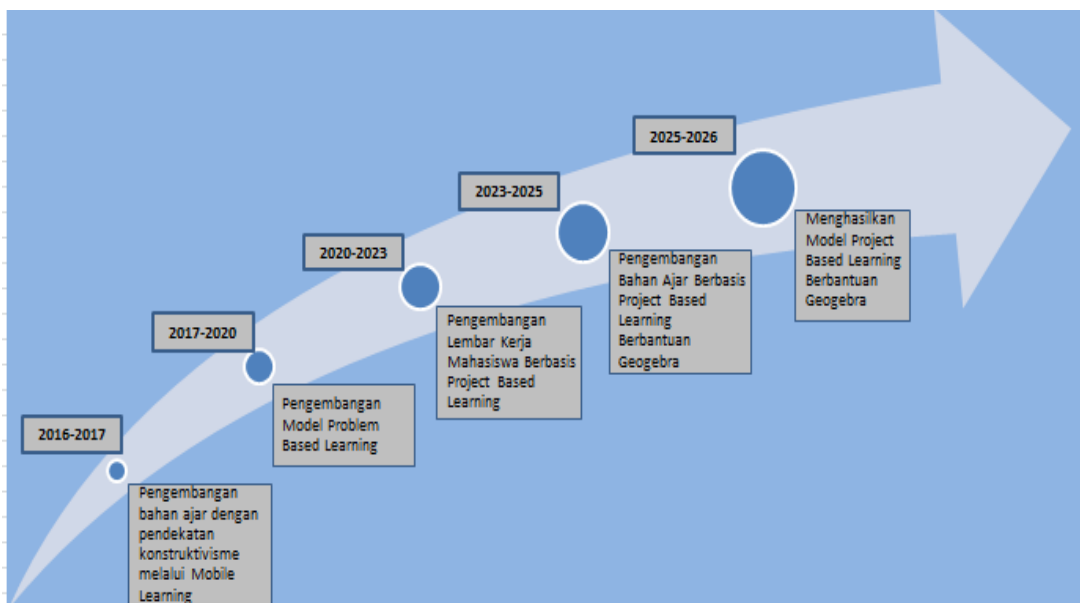 2016-2017
Pengembangan
bahan ajar dengan
pendekatan
konstruktivisme
melalui Mobile
Learning
2017-2020
Pengembangan
Model Problem
Based Learning
2020-2023
Pengembangan
Lembar Kerja
Mahasiswa Berbasis
Project Based
Learning
2023-2025
Pengembangan
Bahan Ajar Berbasis
Project Based
Learning
Berbantuan
Geogebra
2025-2026
Menghasilkan
Model Project
Based Learning
Berbantuan
Geogebra